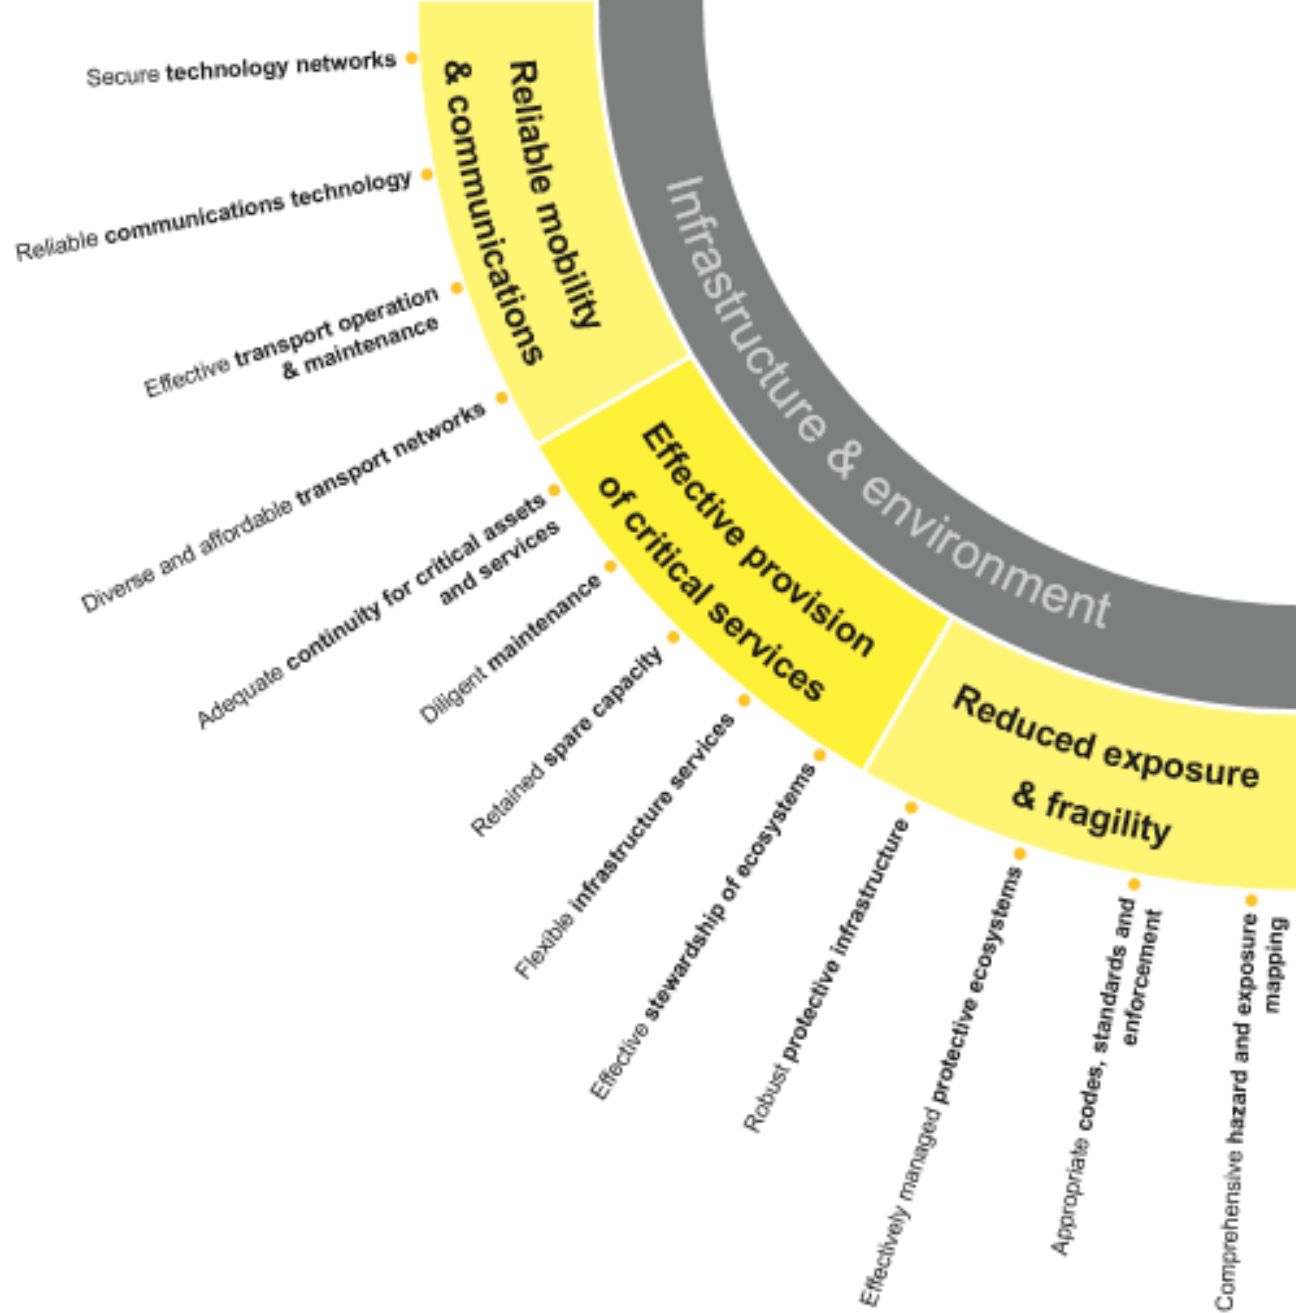 Infrastructure & environment
Reliable mobility
& communications
Secure technology networks
Reliable communications technology
Effective transport operation
& maintenance
Diverse and affordable transport networks
Effective provision
of critical services
Adequate continuity for critical assets
and services
Diligent maintenance
Retained spare capacity
Flexible infrastructure services
Effective stewardship of ecosystems
Reduced exposure
& fragility
Robust protective infrastructure
Effectively managed protective ecosystems
Appropriate codes, standards and
enforcement
Comprehensive hazard and exposure
mapping